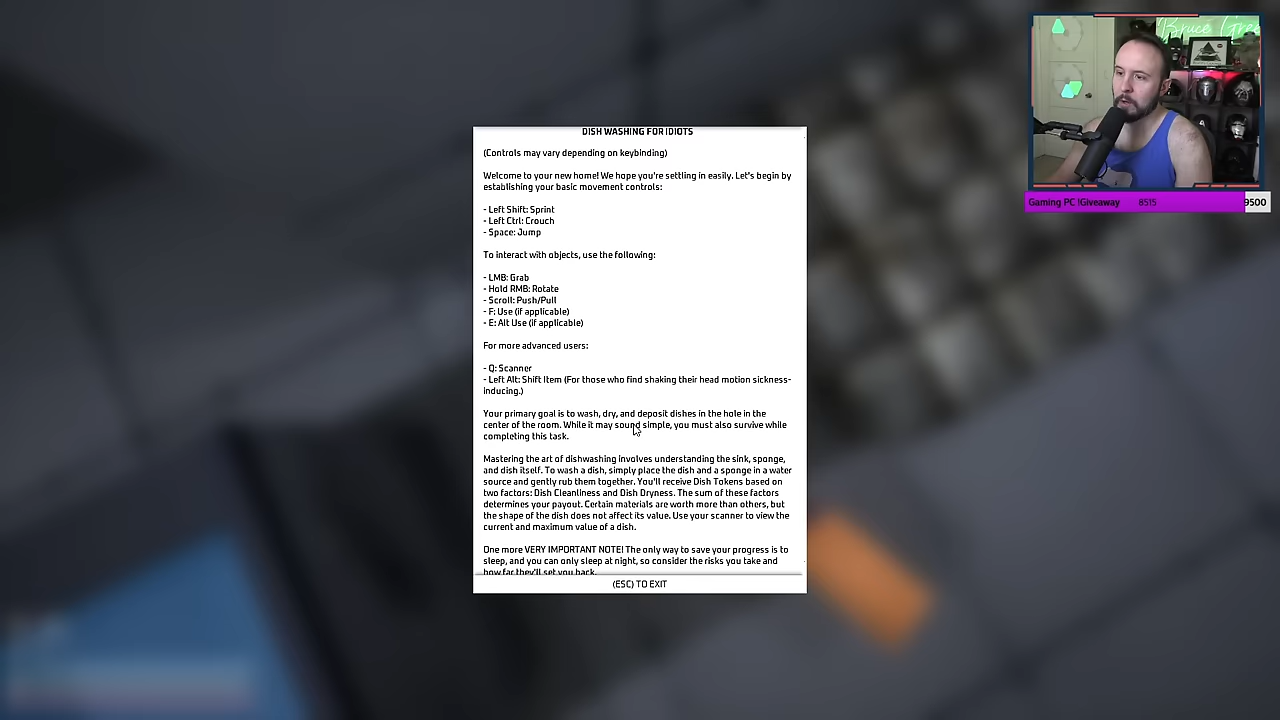 Bruce Gree
Gaming PC !Giveaway 8515 9500
DISH WASHING FOR IDIOTS
(Controls may vary depending on keybinding)
Welcome to your new home! We hope you're settling in easily. Let's begin by
establishing your basic movement controls:
- Left Shift: Sprint
- Left Ctrl: Crouch
- Space: Jump
To interact with objects, use the following:
- LMB: Grab
- Hold RMB: Rotate
- Scroll: Push/Pull
- F: Use (if applicable)
- E: Alt Use (if applicable)
For more advanced users:
- Q: Scanner
- Left Alt: Shift Item (For those who find shaking their head motion sickness-
inducing.)
Your primary goal is to wash, dry, and deposit dishes in the hole in the
center of the room. While it may sound simple, you must also survive while
completing this task.
Mastering the art of dishwashing involves understanding the sink, sponge,
and dish itself. To wash a dish, simply place the dish and a sponge in a water
source and gently rub them together. You'll receive Dish Tokens based on
two factors: Dish Cleanliness and Dish Dryness. The sum of these factors
determines your payout. Certain materials are worth more than others, but
the shape of the dish does not affect its value. Use your scanner to view the
current and maximum value of a dish.
One more VERY IMPORTANT NOTE! The only way to save your progress is to
sleep, and you can only sleep at night, so consider the risks you take and
how far they'll set you back.
(ESC) TO EXIT